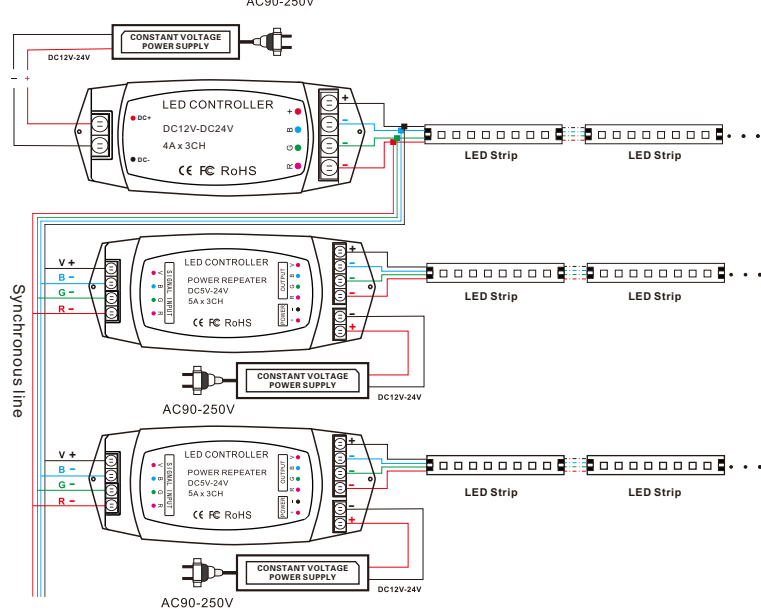 AC90-250V
CONSTANT VOLTAGE
POWER SUPPLY
DC12V-24V
− +
LED CONTROLLER
DC+
DC12V-DC24V
4A x 3CH
DC-
CE FC RoHS
+ B G R
+
−
−
−
LED Strip
LED Strip
V +
B −
G −
R −
LED CONTROLLER
POWER REPEATER
DC5V-24V
5A x 3CH
CE FC RoHS
V B G R
SIGNAL INPUT
OUTPUT
V B G R
POWER
− +
+
−
−
−
−
+
LED Strip
LED Strip
CONSTANT VOLTAGE
POWER SUPPLY
DC12V-24V
AC90-250V
Synchronous line
V +
B −
G −
R −
LED CONTROLLER
POWER REPEATER
DC5V-24V
5A x 3CH
CE FC RoHS
V B G R
SIGNAL INPUT
OUTPUT
V B G R
POWER
− +
+
−
−
−
−
+
LED Strip
LED Strip
CONSTANT VOLTAGE
POWER SUPPLY
DC12V-24V
AC90-250V